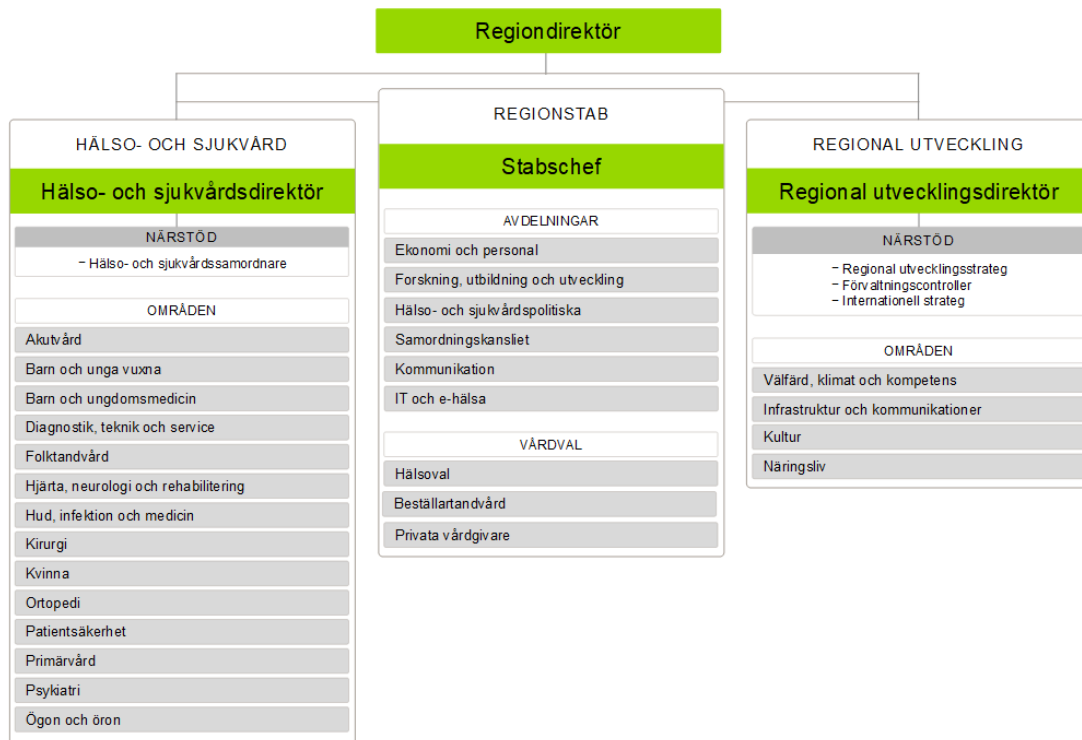 Regiondirektör
HÄLSO- OCH SJUKVÅRD
Hälso- och sjukvårdsdirektör
NÄRSTÖD
– Hälso- och sjukvårdssamordnare
OMRÅDEN
Akutvård
Barn och unga vuxna
Barn och ungdomsmedicin
Diagnostik, teknik och service
Folktandvård
Hjärta, neurologi och rehabilitering
Hud, infektion och medicin
Kirurgi
Kvinna
Ortopedi
Patientsäkerhet
Primärvård
Psykiatri
Ögon och öron
REGIONSTAB
Stabschef
AVDELNINGAR
Ekonomi och personal
Forskning, utbildning och utveckling
Hälso- och sjukvårdspolitiska
Samordningskansliet
Kommunikation
IT och e-hälsa
VÅRDVAL
Hälsoval
Beställartandvård
Privata vårdgivare
REGIONAL UTVECKLING
Regional utvecklingsdirektör
NÄRSTÖD
– Regional utvecklingsstrateg
– Förvaltningscontroller
– Internationell strateg
OMRÅDEN
Välfärd, klimat och kompetens
Infrastruktur och kommunikationer
Kultur
Näringsliv